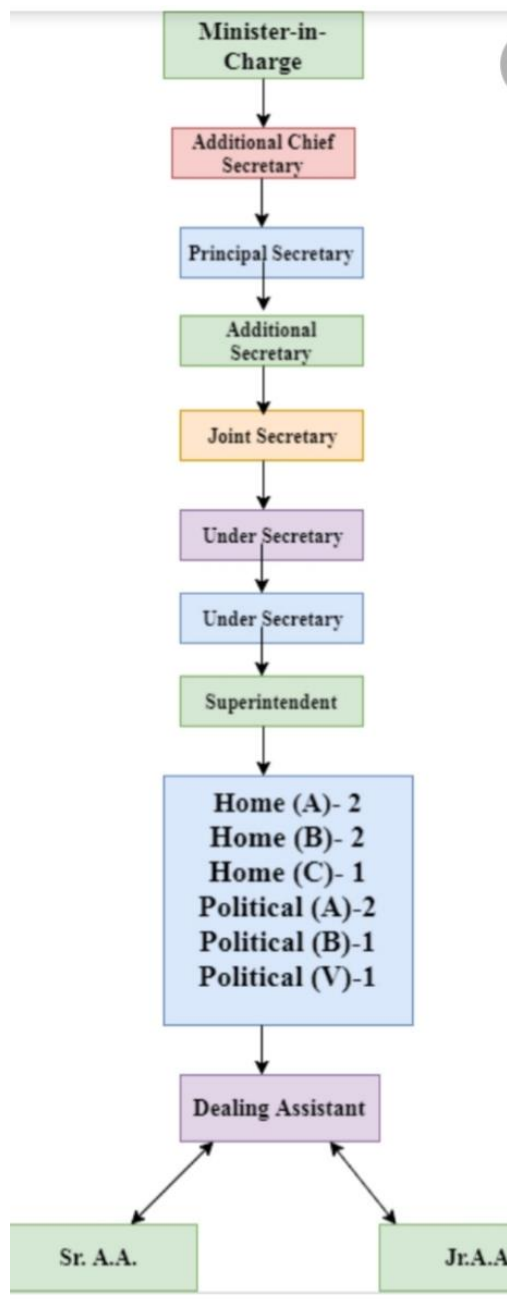 Minister-in-
Charge
Additional Chief
Secretary
Principal Secretary
Additional
Secretary
Joint Secretary
Under Secretary
Under Secretary
Superintendent
Home (A)- 2
Home (B)- 2
Home (C)- 1
Political (A)-2
Political (B)-1
Political (V)-1
Dealing Assistant
Sr. A.A.
Jr.A.A